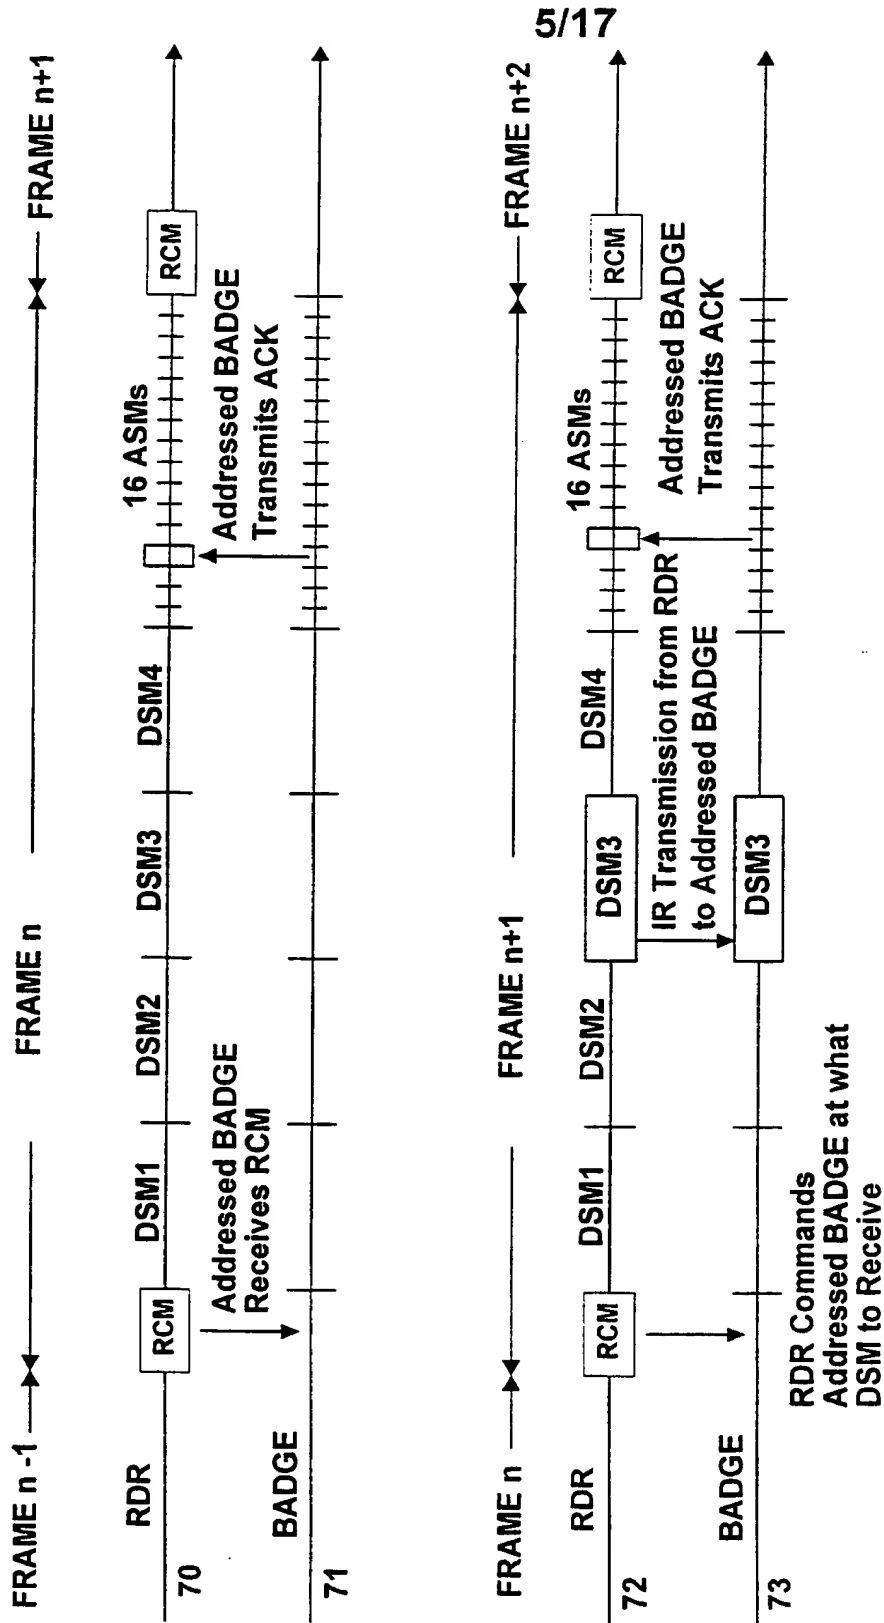 5/17
FRAME n -1
FRAME n
FRAME n+1
RDR
RCM
DSM1
DSM2
DSM3
DSM4
16 ASMs
RCM
70
Addressed BADGE
Receives RCM
Addressed BADGE
Transmits ACK
BADGE
71
FRAME n
FRAME n+1
FRAME n+2
RDR
RCM
DSM1
DSM2
DSM3
DSM4
16 ASMs
RCM
72
IR Transmission from RDR
to Addressed BADGE
Addressed BADGE
Transmits ACK
BADGE
DSM3
73
RDR Commands
Addressed BADGE at what
DSM to Receive